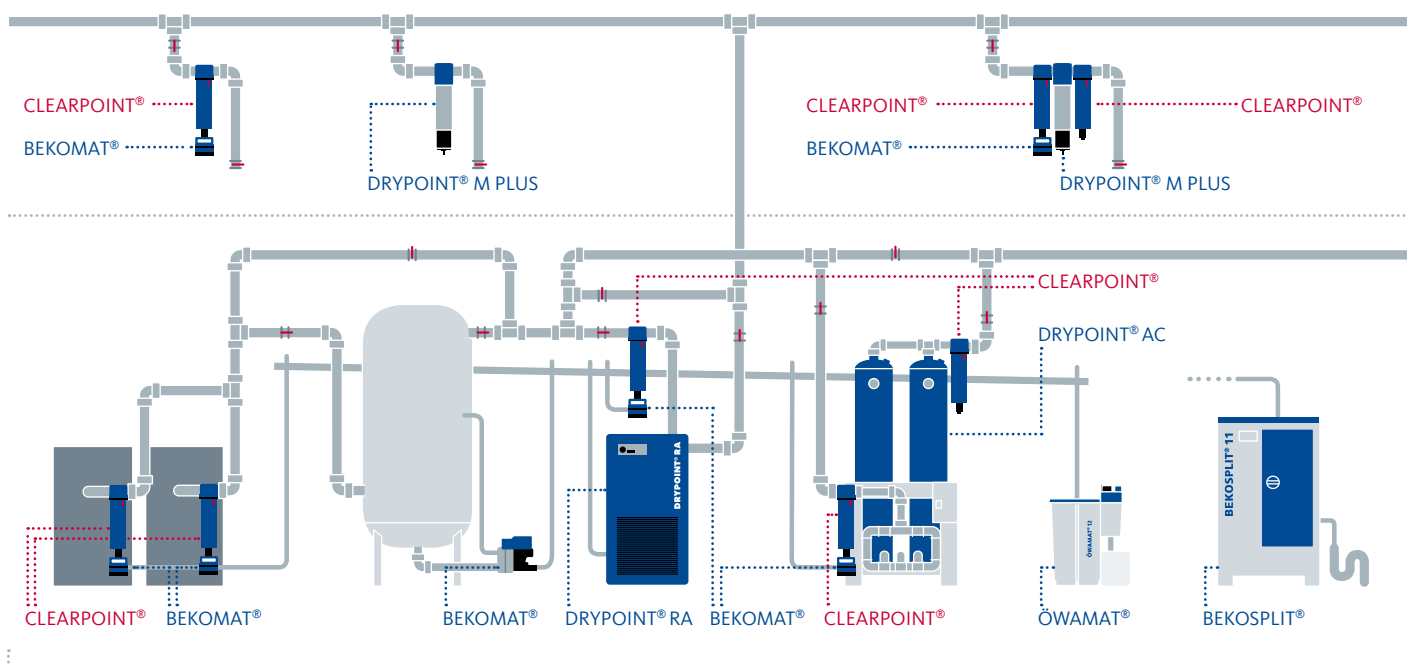 CLEARPOINT®
BEKOMAT®
DRYPOINT® M PLUS
CLEARPOINT®
CLEARPOINT®
BEKOMAT®
DRYPOINT® M PLUS
CLEARPOINT®
DRYPOINT® AC
DRYPOINT® RA
ÖWAMAT® 12
BEKOSPLIT® 11
CLEARPOINT®
BEKOMAT®
BEKOMAT®
DRYPOINT® RA
BEKOMAT®
CLEARPOINT®
ÖWAMAT®
BEKOSPLIT®